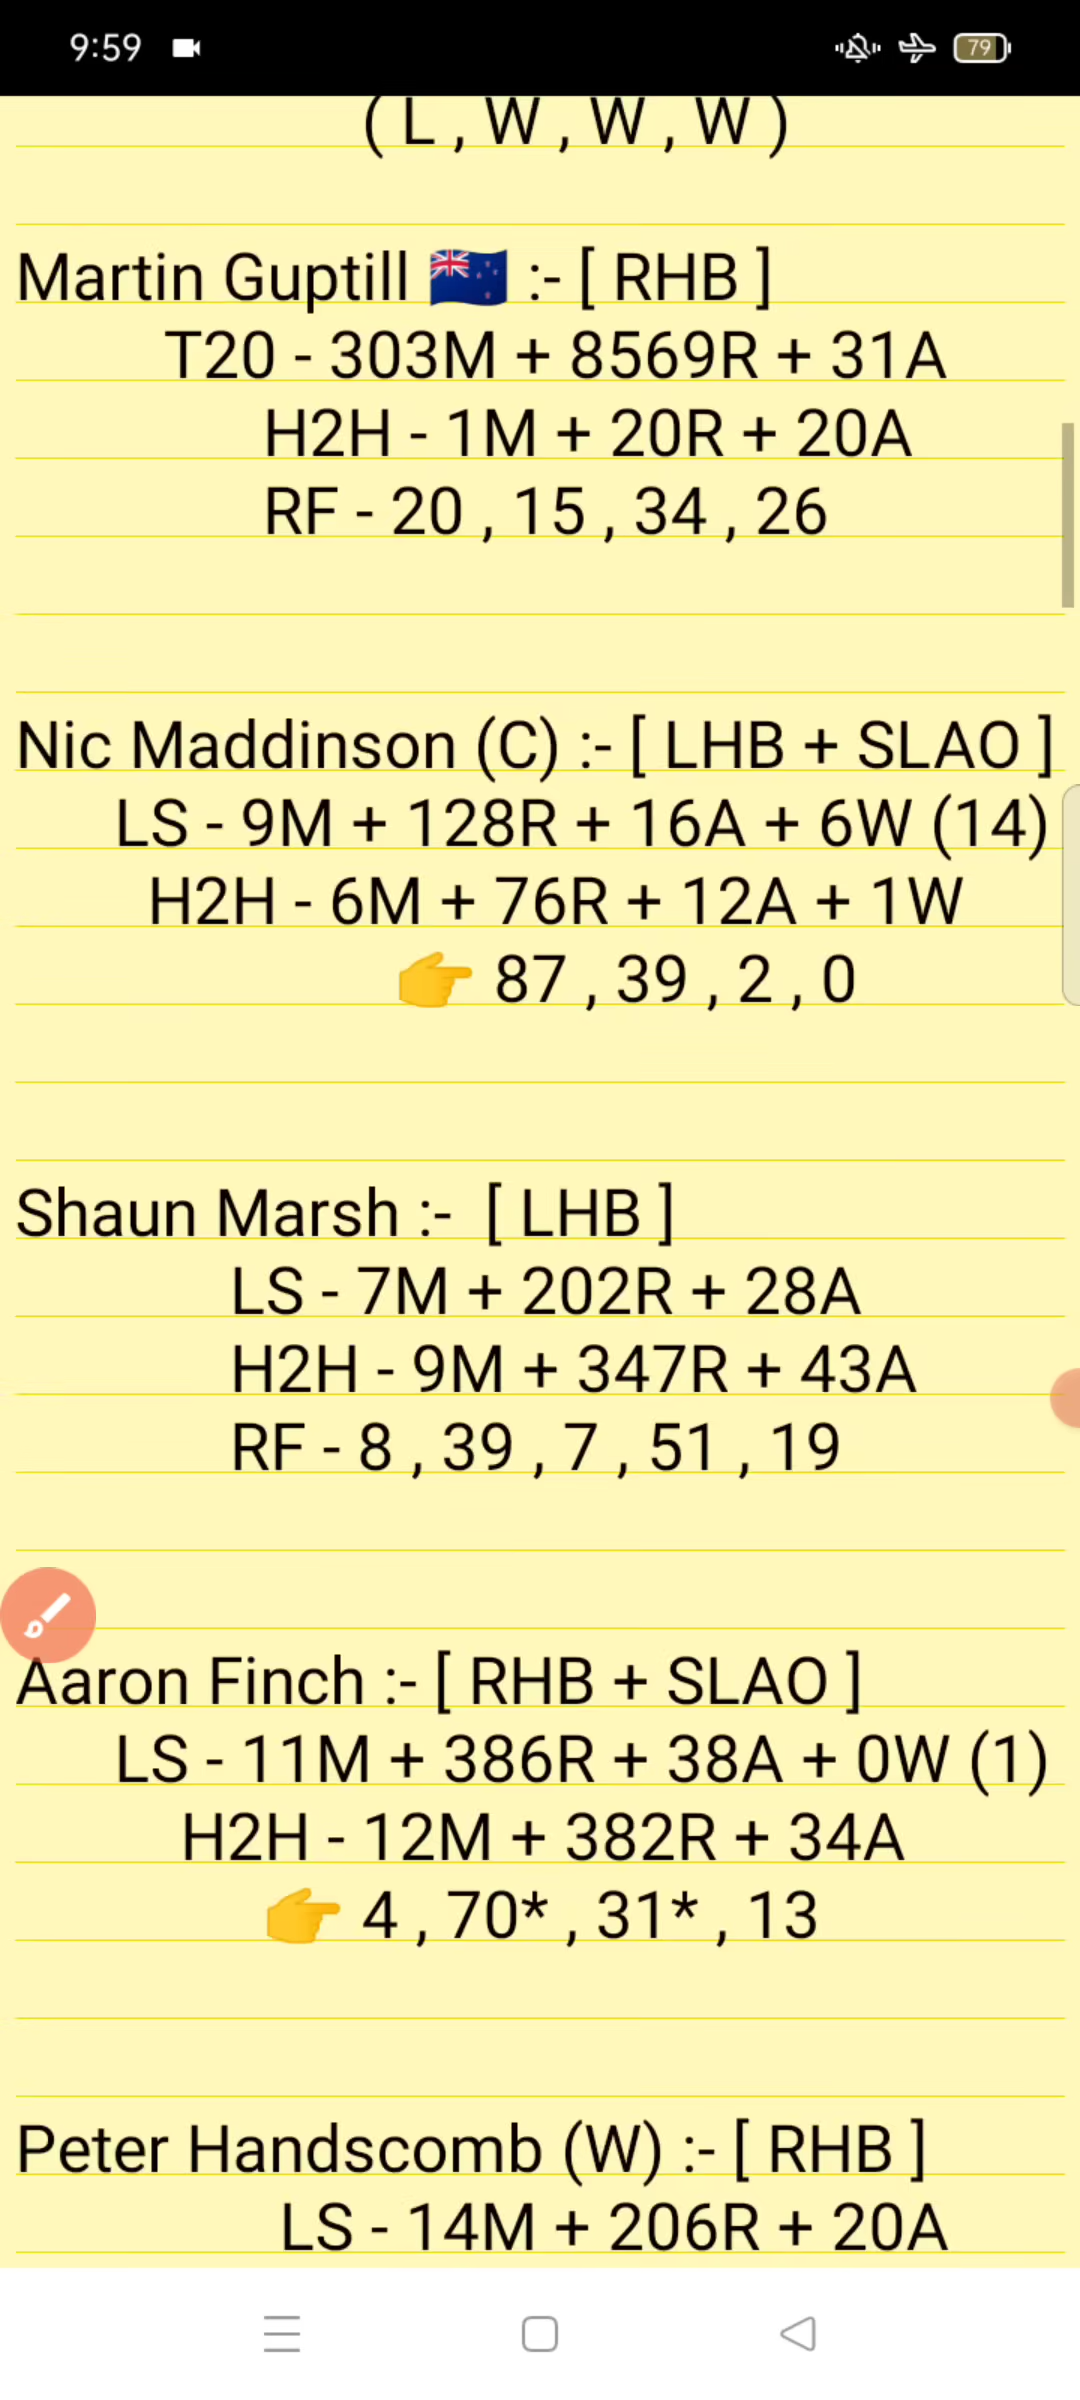 9:59
79
( L , W , W , W )
Martin Guptill 🇳🇿 :- [ RHB ]
T20 - 303M + 8569R + 31A
H2H - 1M + 20R + 20A
RF - 20 , 15 , 34 , 26
Nic Maddinson (C) :- [ LHB + SLAO ]
LS - 9M + 128R + 16A + 6W (14)
H2H - 6M + 76R + 12A + 1W
👉 87 , 39 , 2 , 0
Shaun Marsh :- [ LHB ]
LS - 7M + 202R + 28A
H2H - 9M + 347R + 43A
RF - 8 , 39 , 7 , 51 , 19
Aaron Finch :- [ RHB + SLAO ]
LS - 11M + 386R + 38A + 0W (1)
H2H - 12M + 382R + 34A
👉 4 , 70* , 31* , 13
Peter Handscomb (W) :- [ RHB ]
LS - 14M + 206R + 20A